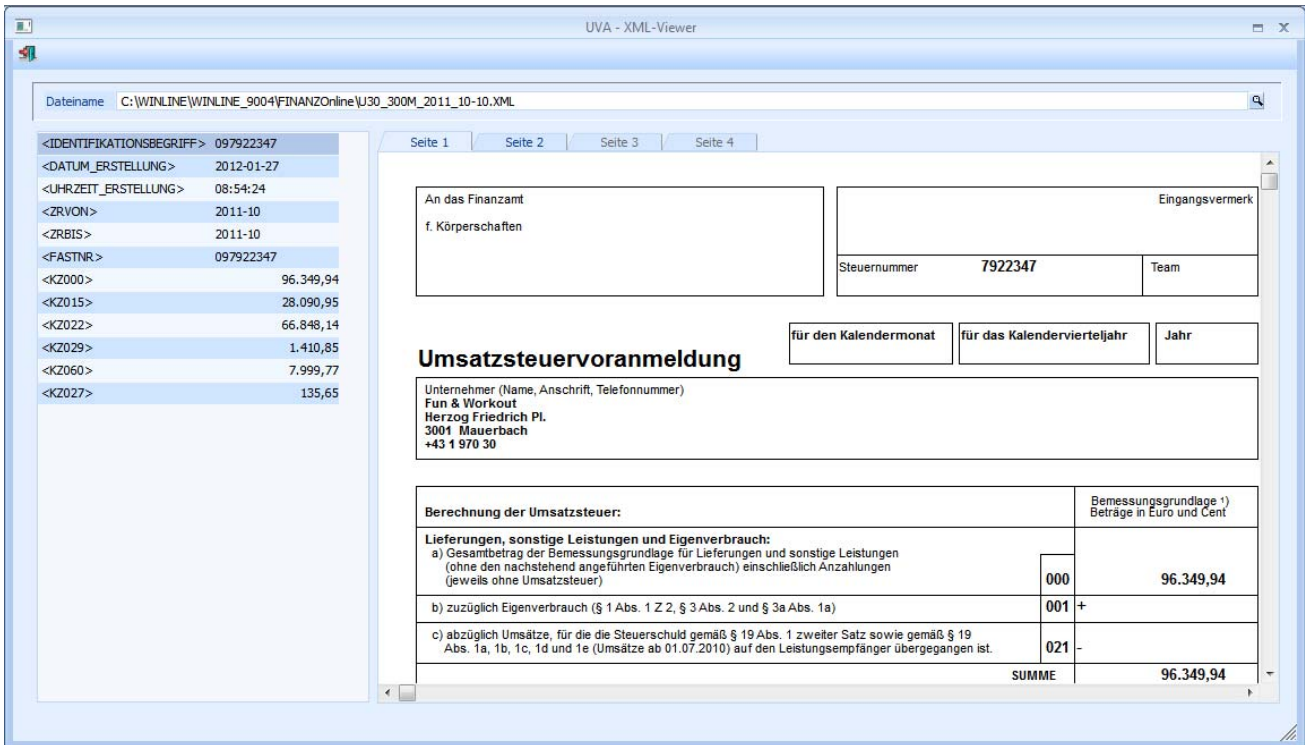 UVA - XML-Viewer
Dateiname C:\WINLINE\WINLINE_9004\FINANZOnline\U30_300M_2011_10-10.XML
<IDENTIFIKATIONSBEGRIFF> 097922347
<DATUM_ERSTELLUNG> 2012-01-27
<UHRZEIT_ERSTELLUNG> 08:54:24
<ZRVON> 2011-10
<ZRBIS> 2011-10
<FASTNR> 097922347
<KZ000> 96.349,94
<KZ015> 28.090,95
<KZ022> 66.848,14
<KZ029> 1.410,85
<KZ060> 7.999,77
<KZ027> 135,65
Seite 1 Seite 2 Seite 3 Seite 4
An das Finanzamt
f. Körperschaften
Eingangsvermerk
Steuernummer 7922347 Team
Umsatzsteuervoranmeldung
für den Kalendermonat für das Kalendervierteljahr Jahr
Unternehmer (Name, Anschrift, Telefonnummer)
Fun & Workout
Herzog Friedrich Pl.
3001 Mauerbach
+43 1 970 30
Berechnung der Umsatzsteuer:
Bemessungsgrundlage ¹)
Beträge in Euro und Cent
Lieferungen, sonstige Leistungen und Eigenverbrauch:
a) Gesamtbetrag der Bemessungsgrundlage für Lieferungen und sonstige Leistungen
(ohne den nachstehend angeführten Eigenverbrauch) einschließlich Anzahlungen
(jeweils ohne Umsatzsteuer) 000 96.349,94
b) zuzüglich Eigenverbrauch (§ 1 Abs. 1 Z 2, § 3 Abs. 2 und § 3a Abs. 1a) 001 +
c) abzüglich Umsätze, für die die Steuerschuld gemäß § 19 Abs. 1 zweiter Satz sowie gemäß § 19
Abs. 1a, 1b, 1c, 1d und 1e (Umsätze ab 01.07.2010) auf den Leistungsempfänger übergegangen ist. 021 -
SUMME 96.349,94